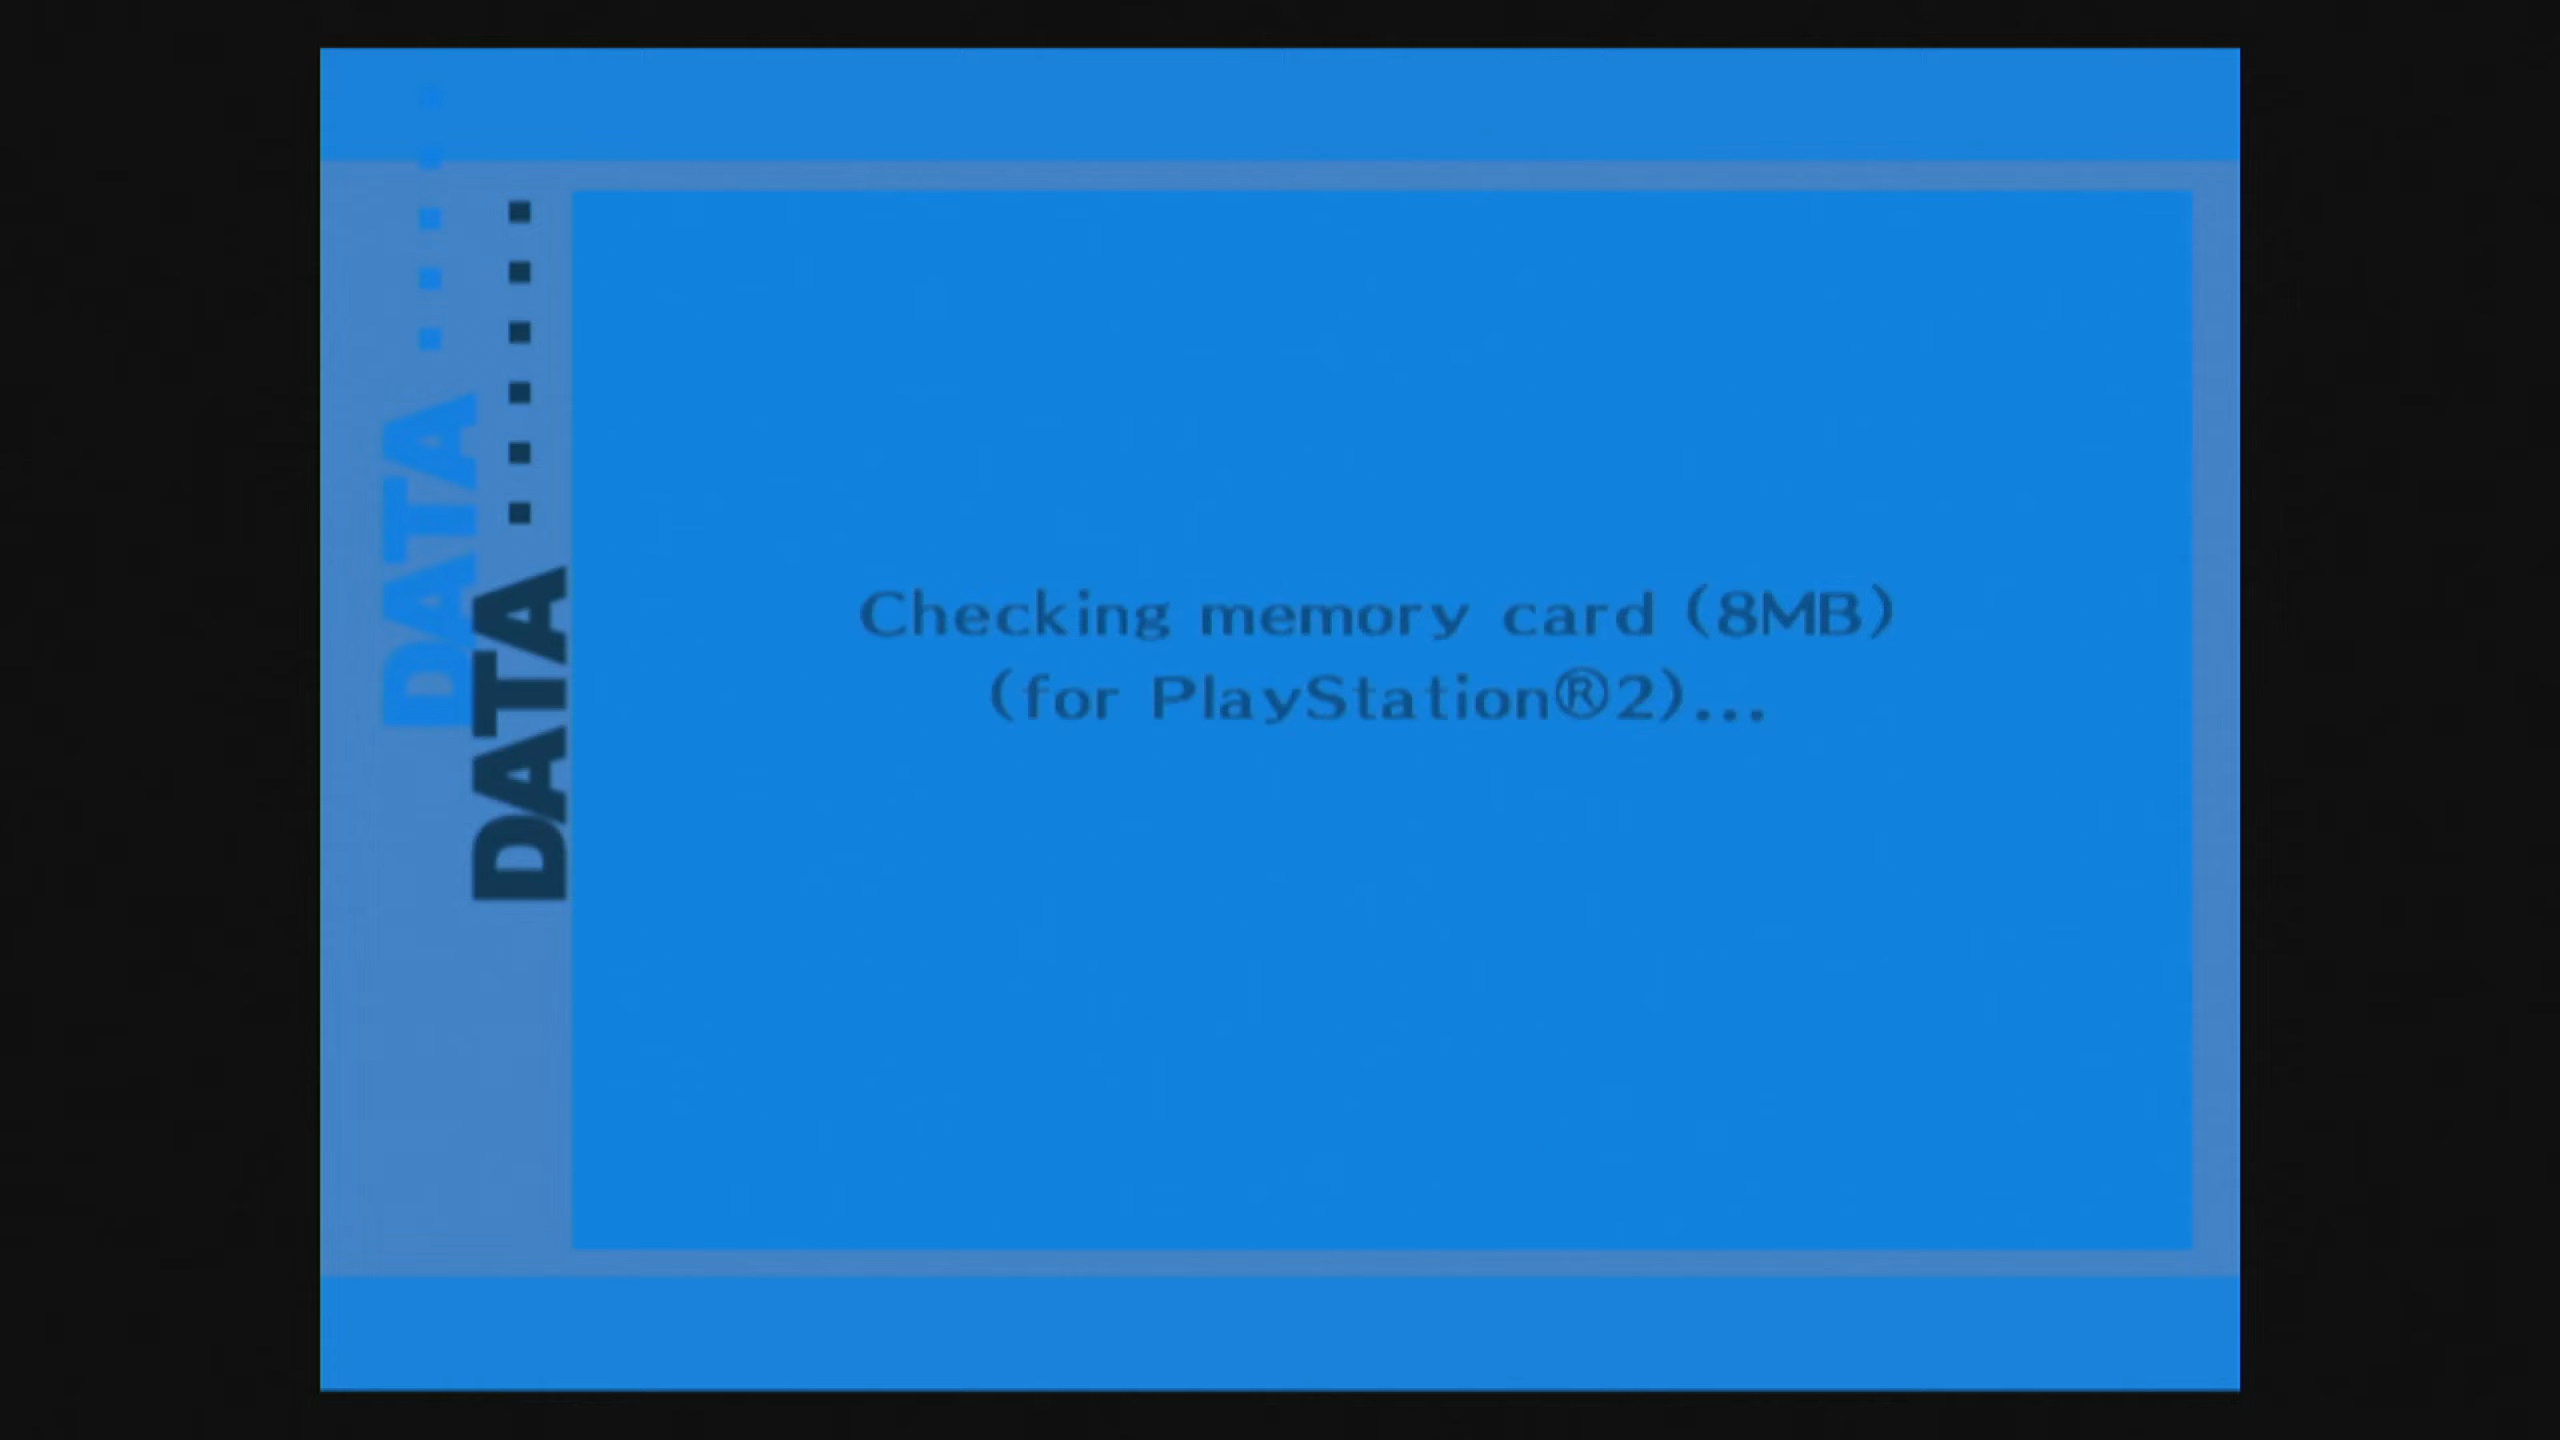 DATA ......
DATA .....
Checking memory card (8MB)
(for PlayStation®2)...